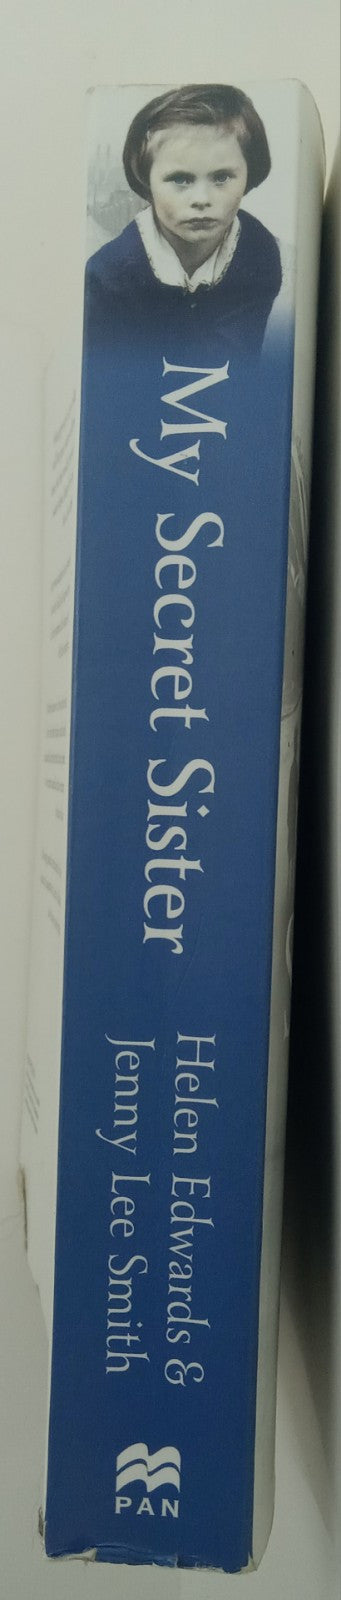 My Secret Sister
Helen Edwards &
Jenny Lee Smith
PAN